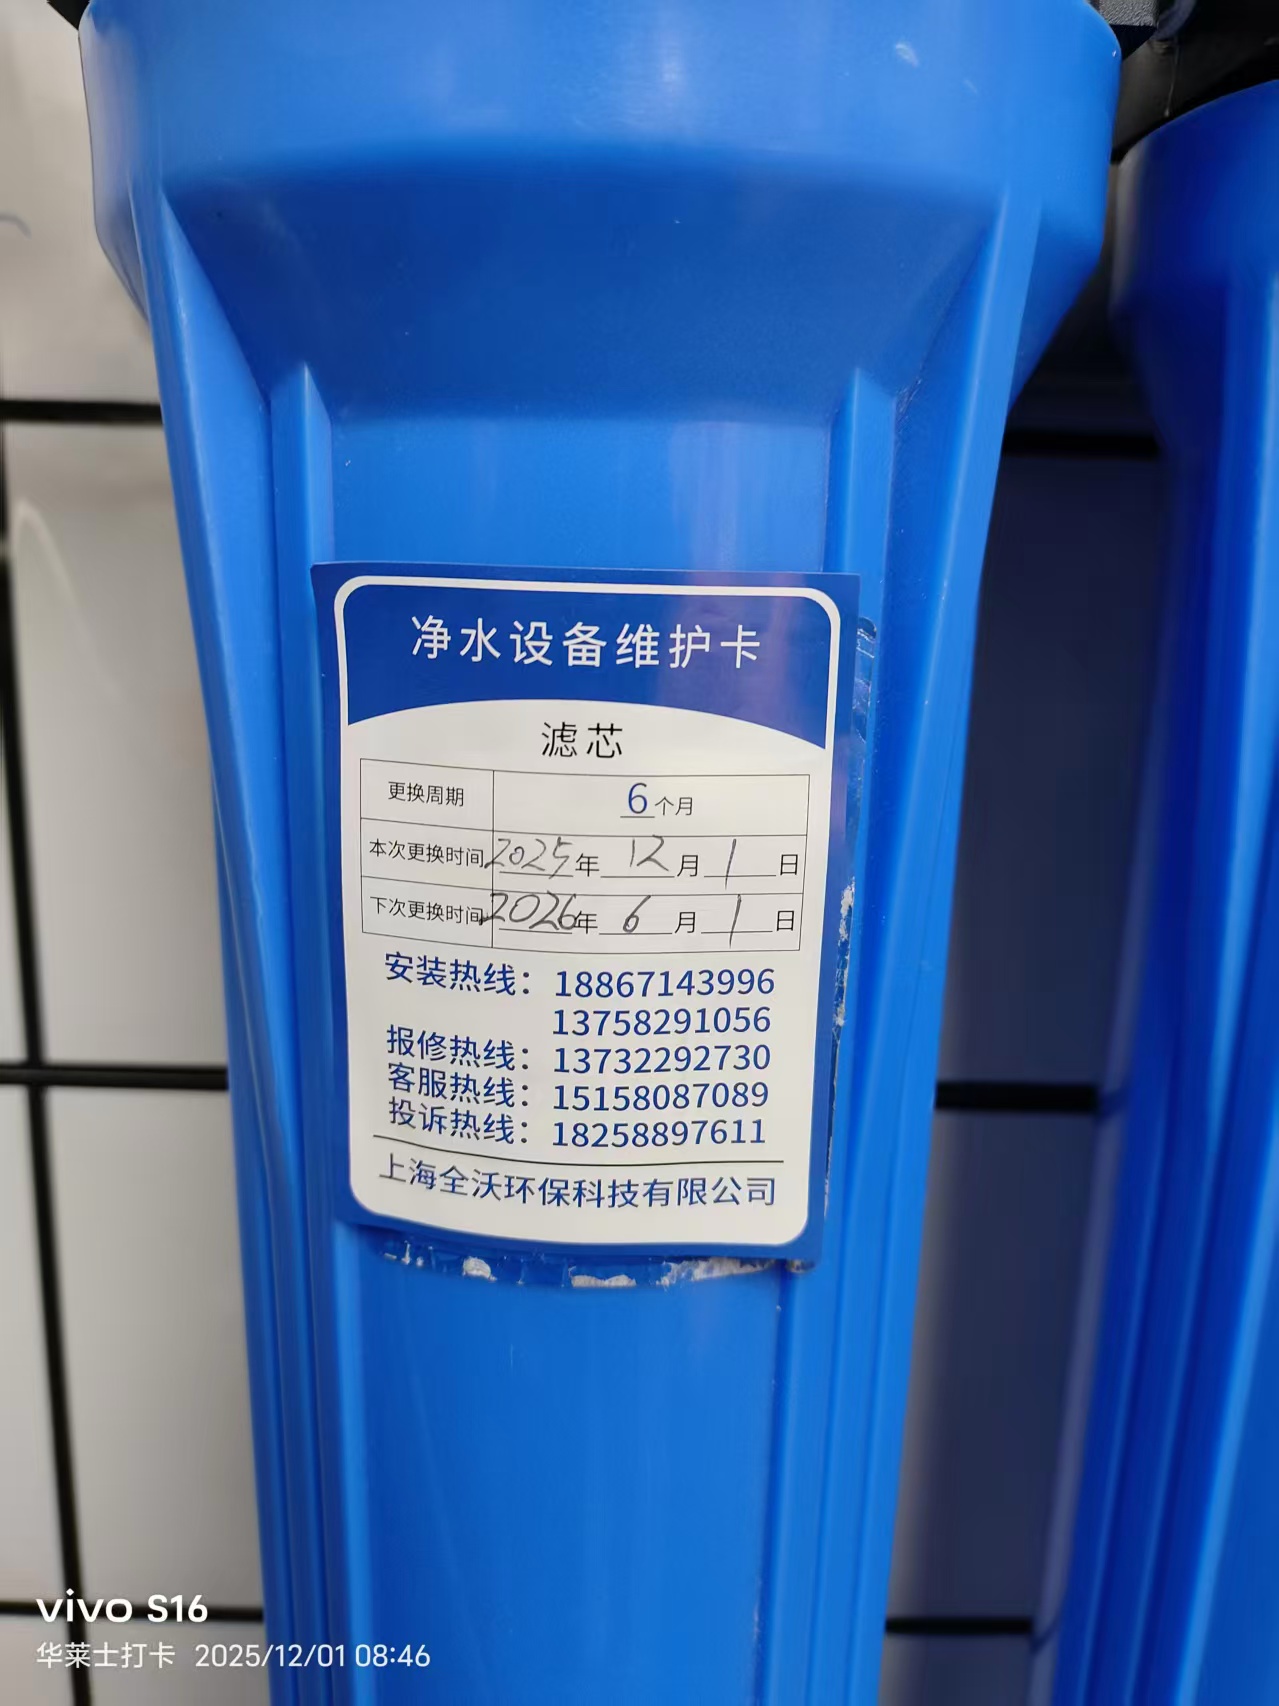 净水设备维护卡
滤芯
更换周期 6个月
本次更换时间 2025年12月1日
下次更换时间 2026年6月1日
安装热线：18867143996
13758291056
报修热线：13732292730
客服热线：15158087089
投诉热线：18258897611
上海全沃环保科技有限公司
vivo S16
华莱士打卡 2025/12/01 08:46